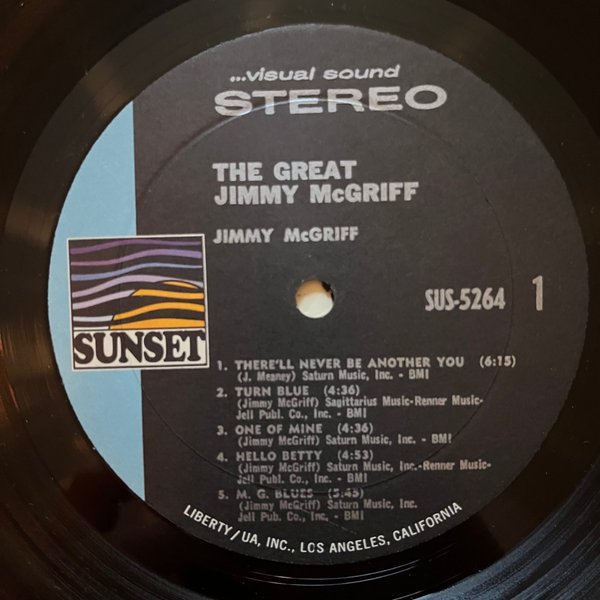 ...visual sound
STEREO
THE GREAT
JIMMY McGRIFF
JIMMY McGRIFF
SUS-5264 1
SUNSET
1. THERE'LL NEVER BE ANOTHER YOU (6:15)
(J. Meaney) Saturn Music, Inc. - BMI
2. TURN BLUE (4:36)
(Jimmy McGriff) Sagittarius Music-Renner Music-
Jell Publ. Co., Inc. - BMI
3. ONE OF MINE (4:36)
(Jimmy McGriff) Saturn Music, Inc. - BMI
4. HELLO BETTY (4:53)
(Jimmy McGriff) Saturn Music, Inc.-Renner Music-
Jell Publ. Co., Inc. - BMI
5. M. G. BLUES (5:45)
(Jimmy McGriff) Saturn Music, Inc.
Jell Pub. Co., Inc. - BMI
LIBERTY/UA, INC., LOS ANGELES, CALIFORNIA